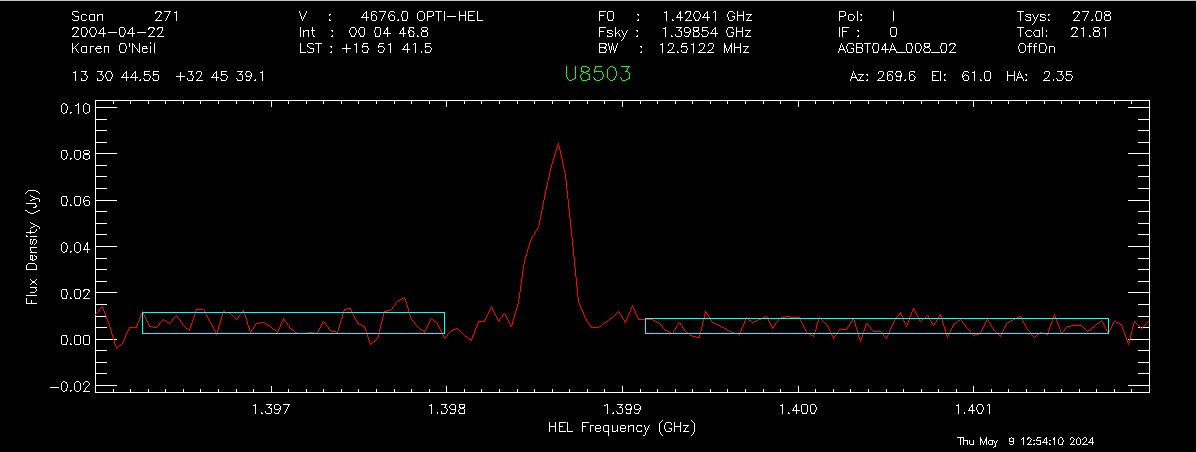 Scan 271 V : 4676.0 OPTI-HEL F0 : 1.42041 GHz Pol: I Tsys: 27.08
2004-04-22 Int : 00 04 46.8 Fsky : 1.39854 GHz IF : 0 Tcal: 21.81
Karen O'Neil LST : +15 51 41.5 BW : 12.5122 MHz AGBT04A_008_02 OffOn
13 30 44.55 +32 45 39.1 U8503 Az: 269.6 El: 61.0 HA: 2.35
0.10
0.08
0.06
0.04
0.02
0.00
-0.02
Flux Density (Jy)
1.397 1.398 1.399 1.400 1.401
HEL Frequency (GHz)
Thu May 9 12:54:10 2024